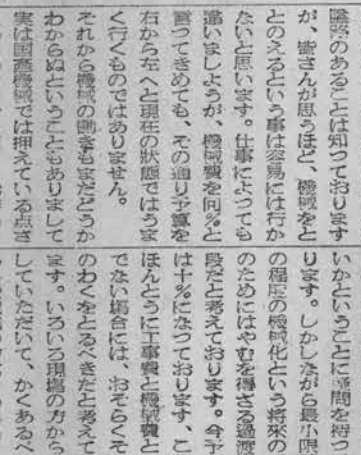 隘路のあることは知つております
が、皆さんが思うほど、機械をと
とのえるという事は容易には行か
ないと思います。仕事によつても
違いましようが、機械費を何%と
言つてきめても、その通り予算を
右から左へと現在の狀態ではうま
く行くものではありません。
それから機械の働きもまだどうか
わからぬということもありまして
実は国産機械では押えている点さ
いかということに疑問を持つ
ります。しかしながら最小限
の程度の機械化という将来の
のためにはやむを得ざる過渡
段だと考えております。今予
は十%になつております、こ
ほんとうに工事費と機械費と
でない場合には、おそらくそ
のわくをとるべきだと考えて
ます。いろいろ現場の方から
していただいて、かくあるべ